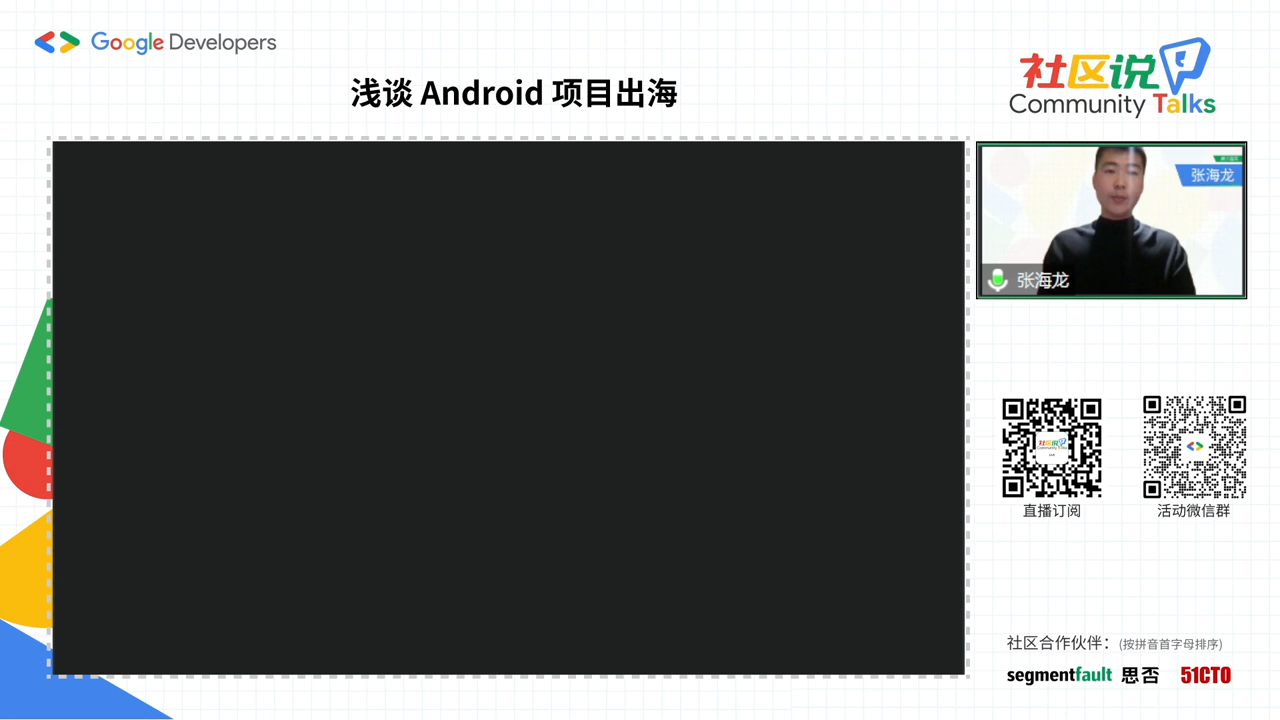 Google Developers
浅谈 Android 项目出海
社区说
Community Talks
张海龙
张海龙
直播订阅
活动微信群
社区合作伙伴：(按拼音首字母排序)
segmentfault 思否 51CTO